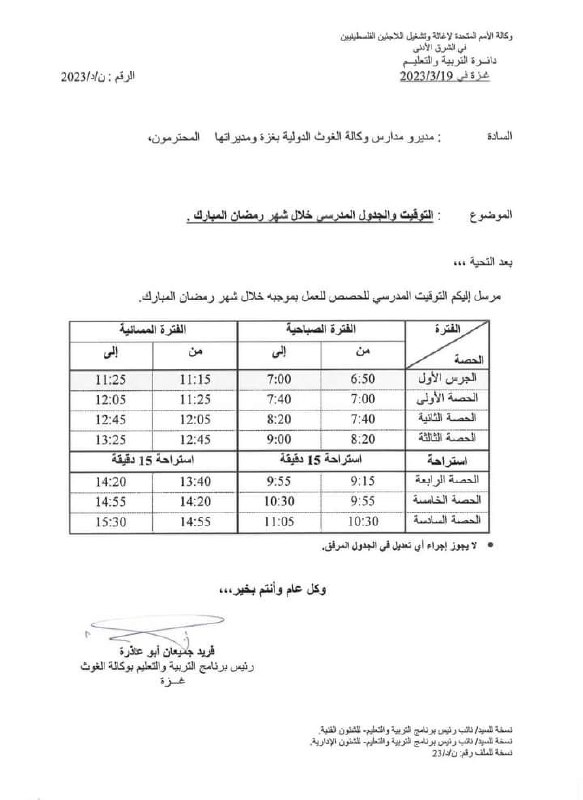 وكالة الأمم المتحدة لإغاثة وتشغيل اللاجئين الفلسطينيين
في الشرق الأدنى
دائرة التربية والتعليم
غزة في 2023/3/19
الرقم : ن/د/2023
السادة : مديرو مدارس وكالة الغوث الدولية بغزة ومديراتها المحترمون،
الموضوع : التوقيت والجدول المدرسي خلال شهر رمضان المبارك .
بعد التحية ،،،
مرسل إليكم التوقيت المدرسي للحصص للعمل بموجبه خلال شهر رمضان المبارك.
الفترة الفترة الصباحية الفترة المسائية
الحصة من إلى من إلى
الجرس الأول 6:50 7:00 11:15 11:25
الحصة الأولى 7:00 7:40 11:25 12:05
الحصة الثانية 7:40 8:20 12:05 12:45
الحصة الثالثة 8:20 9:00 12:45 13:25
استراحة استراحة 15 دقيقة استراحة 15 دقيقة
الحصة الرابعة 9:15 9:55 13:40 14:20
الحصة الخامسة 9:55 10:30 14:20 14:55
الحصة السادسة 10:30 11:05 14:55 15:30
• لا يجوز إجراء أي تعديل في الجدول المرفق.
وكل عام وأنتم بخير،،،
فريد جميعان أبو عاذرة
رئيس برنامج التربية والتعليم بوكالة الغوث
غـــزة
نسخة للسيد/ نائب رئيس برنامج التربية والتعليم- للشئون الفنية.
نسخة للسيد/ نائب رئيس برنامج التربية والتعليم- للشئون الإدارية.
نسخة للملف رقم: ن/د/23